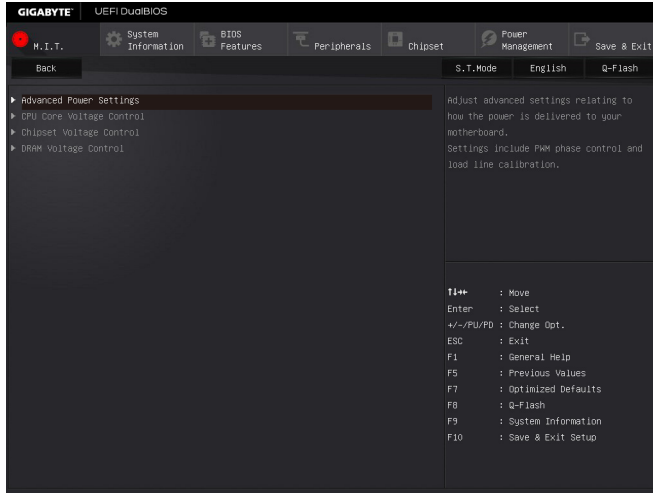 GIGABYTE™ UEFI DualBIOS
M.I.T.
System
Information
BIOS
Features
Peripherals
Chipset
Power
Management
Save & Exit
Back
S.T.Mode English Q-Flash
Advanced Power Settings
CPU Core Voltage Control
Chipset Voltage Control
DRAM Voltage Control
Adjust advanced settings relating to
how the power is delivered to your
motherboard.
Settings include PWM phase control and
load line calibration.
↑↓→← : Move
Enter : Select
+/-/PU/PD : Change Opt.
ESC : Exit
F1 : General Help
F5 : Previous Values
F7 : Optimized Defaults
F8 : Q-Flash
F9 : System Information
F10 : Save & Exit Setup